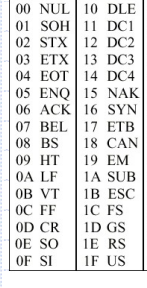 00 NUL 10 DLE
01 SOH 11 DC1
02 STX 12 DC2
03 ETX 13 DC3
04 EOT 14 DC4
05 ENQ 15 NAK
06 ACK 16 SYN
07 BEL 17 ETB
08 BS 18 CAN
09 HT 19 EM
0A LF 1A SUB
0B VT 1B ESC
0C FF 1C FS
0D CR 1D GS
0E SO 1E RS
0F SI 1F US